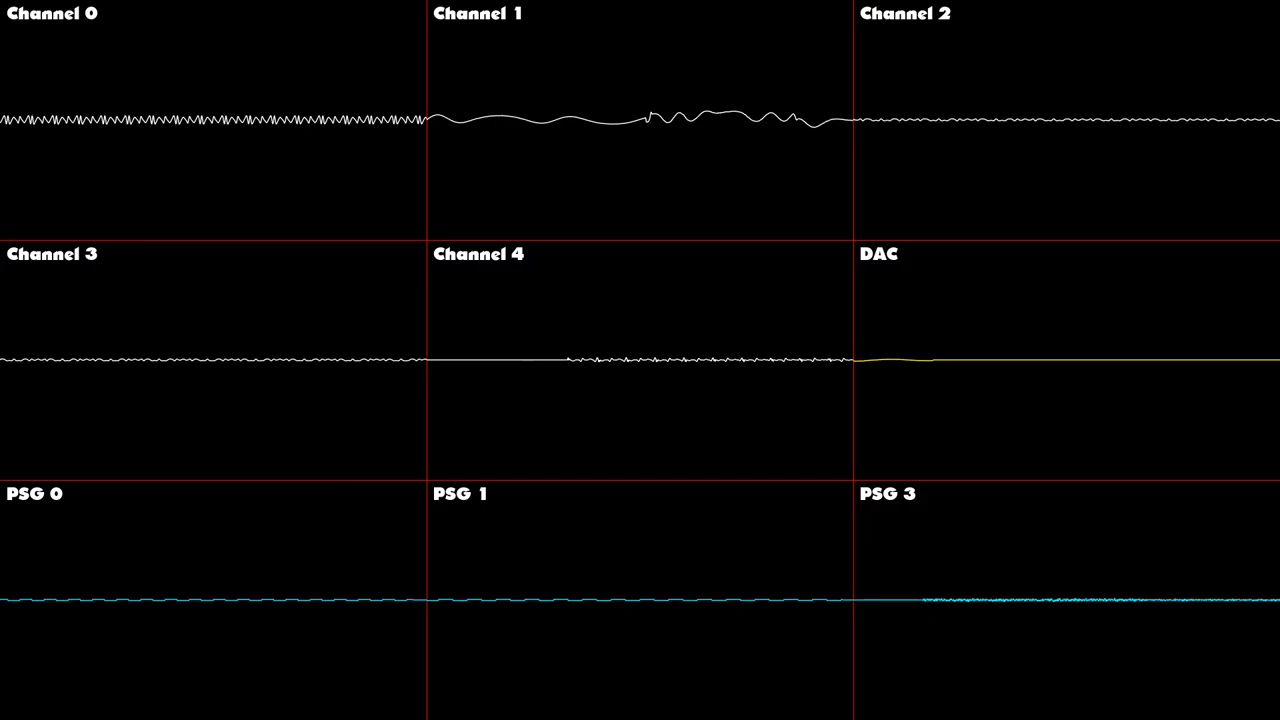 Channel 0
Channel 1
Channel 2
Channel 3
Channel 4
DAC
PSG 0
PSG 1
PSG 3